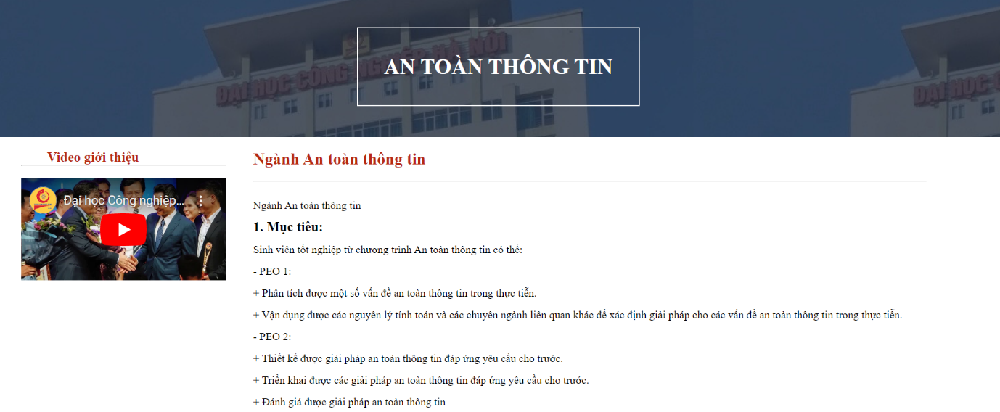 ĐẠI HỌC CÔNG NGHIỆP HÀ NỘI
AN TOÀN THÔNG TIN
ĐẠI HỌC CÔ
Video giới thiệu
Đại học Công nghiệp...
Ngành An toàn thông tin
Ngành An toàn thông tin
1. Mục tiêu:
Sinh viên tốt nghiệp từ chương trình An toàn thông tin có thể:
- PEO 1:
+ Phân tích được một số vấn đề an toàn thông tin trong thực tiễn.
+ Vận dụng được các nguyên lý tính toán và các chuyên ngành liên quan khác để xác định giải pháp cho các vấn đề an toàn thông tin trong thực tiễn.
- PEO 2:
+ Thiết kế được giải pháp an toàn thông tin đáp ứng yêu cầu cho trước.
+ Triển khai được các giải pháp an toàn thông tin đáp ứng yêu cầu cho trước.
+ Đánh giá được giải pháp an toàn thông tin